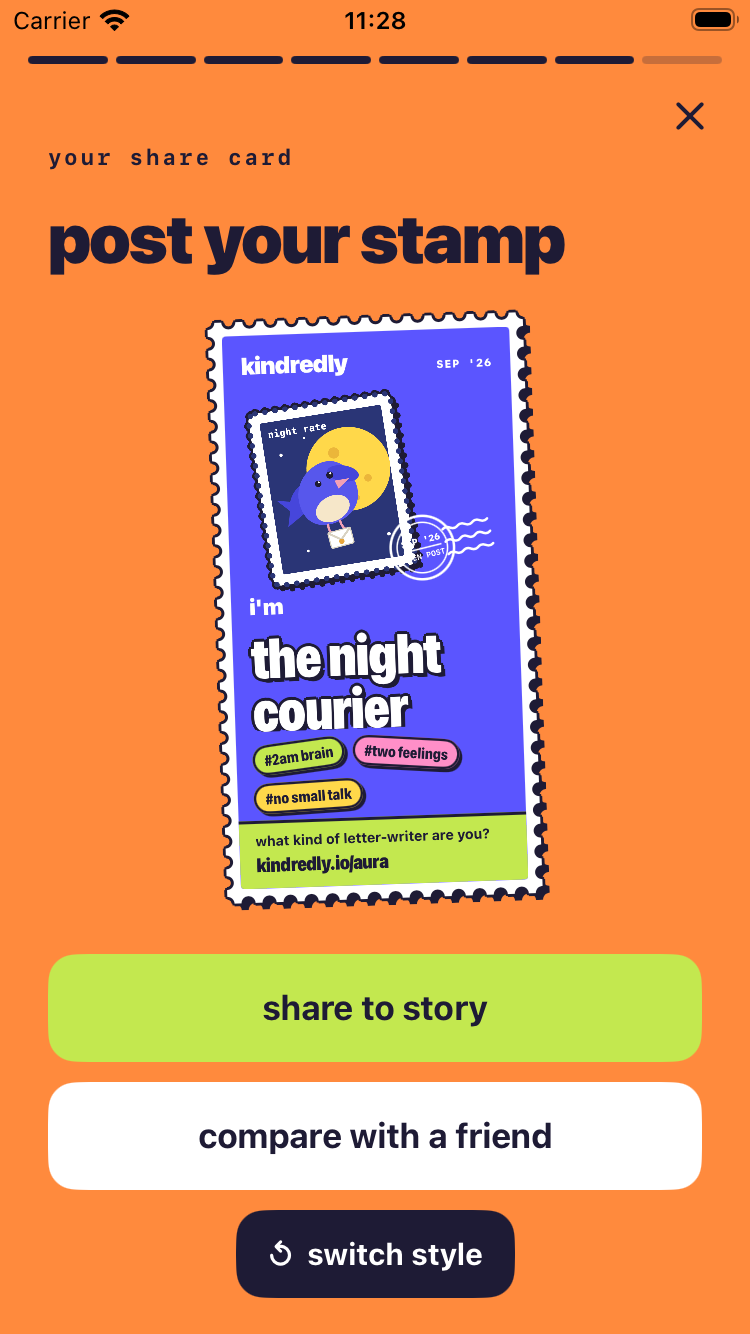 Carrier
11:28
your share card
post your stamp
kindredly
SEP '26
night rate
'26
POST
i'm
the night
courier
#2am brain
#two feelings
#no small talk
what kind of letter-writer are you?
kindredly.io/aura
share to story
compare with a friend
switch style